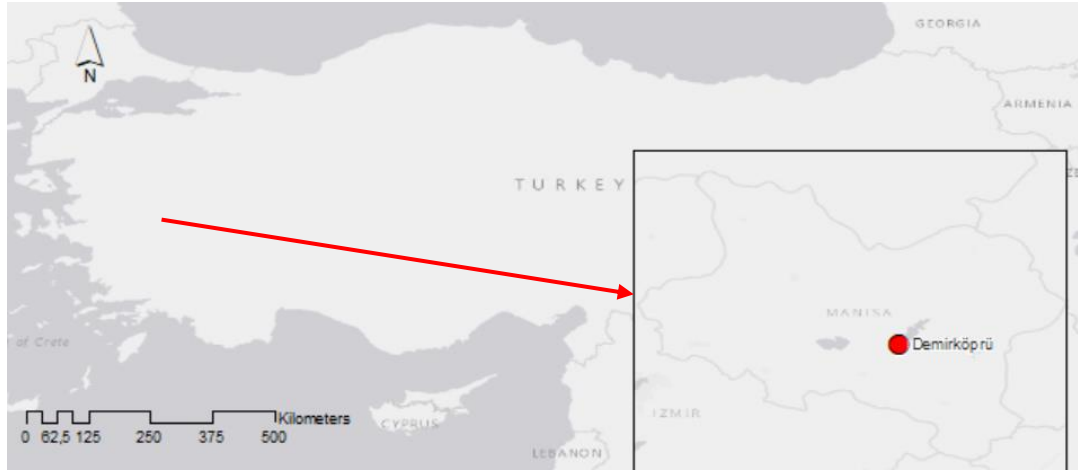 GEORGIA
N
ARMENIA
TURKEY
MANISA
Demirköprü
of Crete
IZMIR
Kilometers
0 62,5 125 250 375 500
CYPRUS
LEBANON